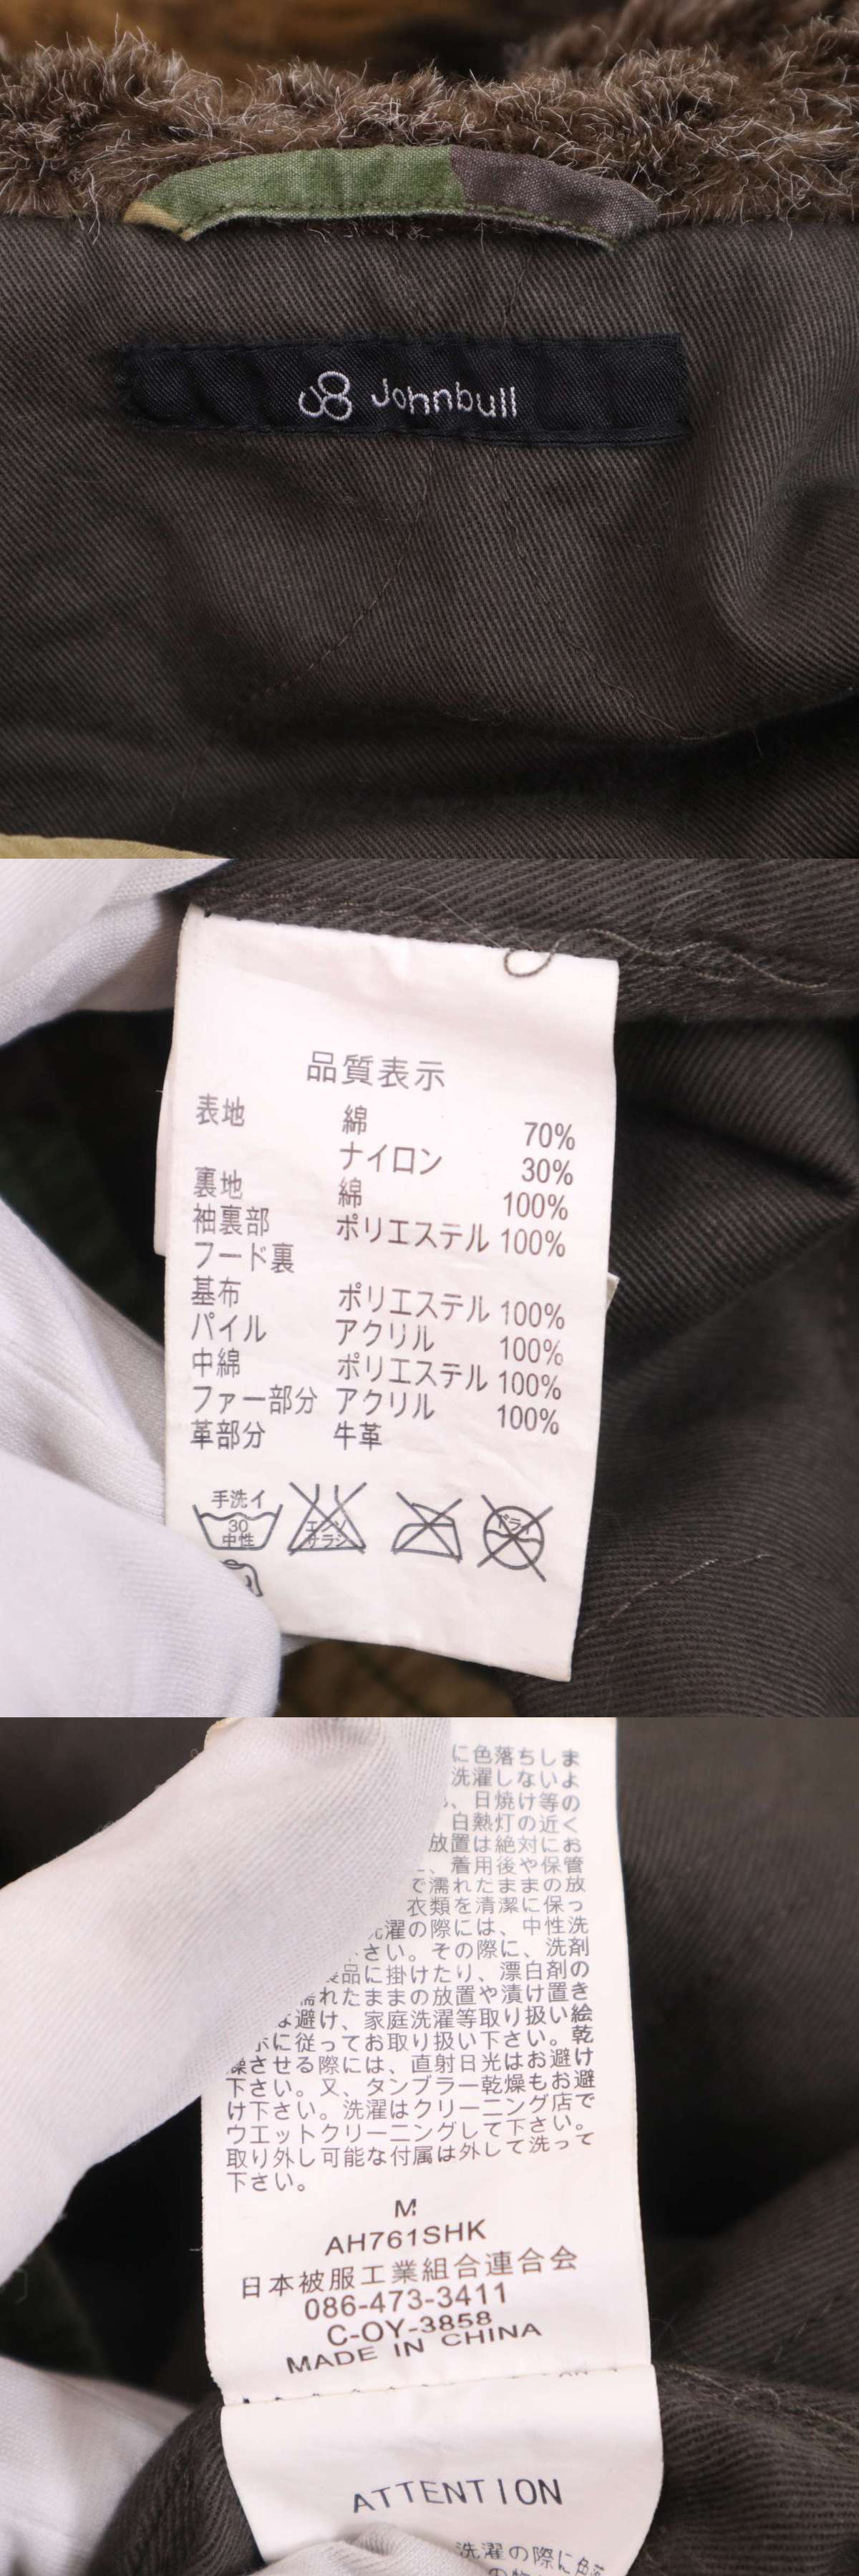 Johnbull
品質表示
表地 綿 70%
ナイロン 30%
裏地 綿 100%
袖裏部 ポリエステル 100%
フード裏
基布 ポリエステル 100%
パイル アクリル 100%
中綿 ポリエステル 100%
ファー部分 アクリル 100%
革部分 牛革
手洗イ
30
中性
エンソ
サラシ
ドライ
に色落ちしま
洗濯しないよ
、日焼け等の
白熱灯の近く
放置は絶対にお
、着用後や保管
で濡れたままの放
衣類を清潔に保っ
濯の際には、中性洗
さい。その際に、洗剤
品に掛けたり、漂白剤の
れたままの放置や漬け置き
な避け、家庭洗濯等取り扱い絵
に従ってお取り扱い下さい。乾
燥させる際には、直射日光はお避け
下さい。又、タンブラー乾燥もお避
け下さい。洗濯はクリーニング店で
ウエットクリーニングして下さい。
取り外し可能な付属は外して洗って
下さい。
M
AH761SHK
日本被服工業組合連合会
086-473-3411
C-OY-3858
MADE IN CHINA
ATTENTION
洗濯の際に色落